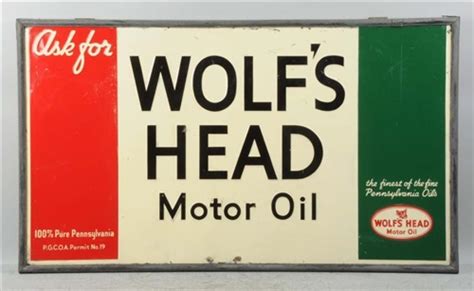 Ask for
WOLF'S
HEAD
Motor Oil
100% Pure Pennsylvania
P.G.C.O.A. Permit No. 19
the finest of the fine
Pennsylvania Oils
WOLF'S HEAD
Motor Oil